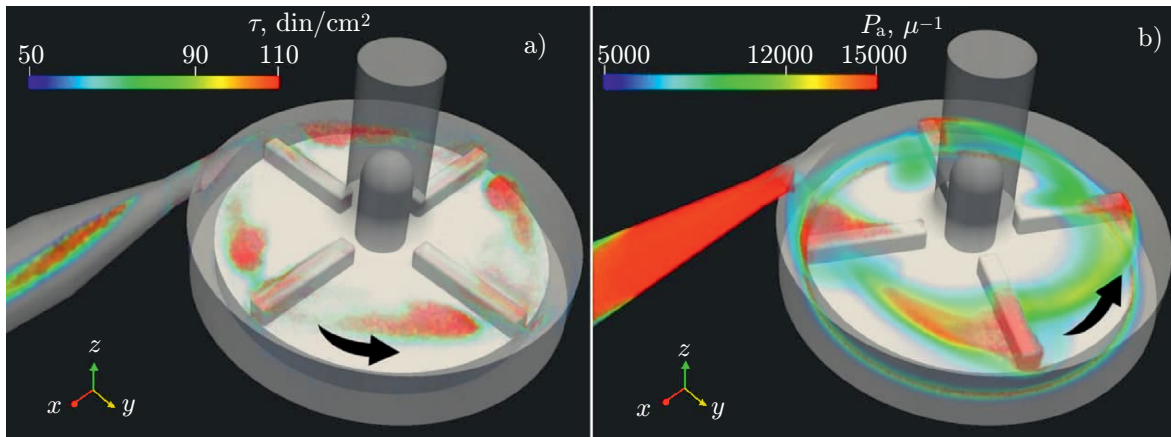 τ, din/cm²
50 90 110
a)
z
x y
Pₐ, μ⁻¹
5000 12000 15000
b)
z
x y